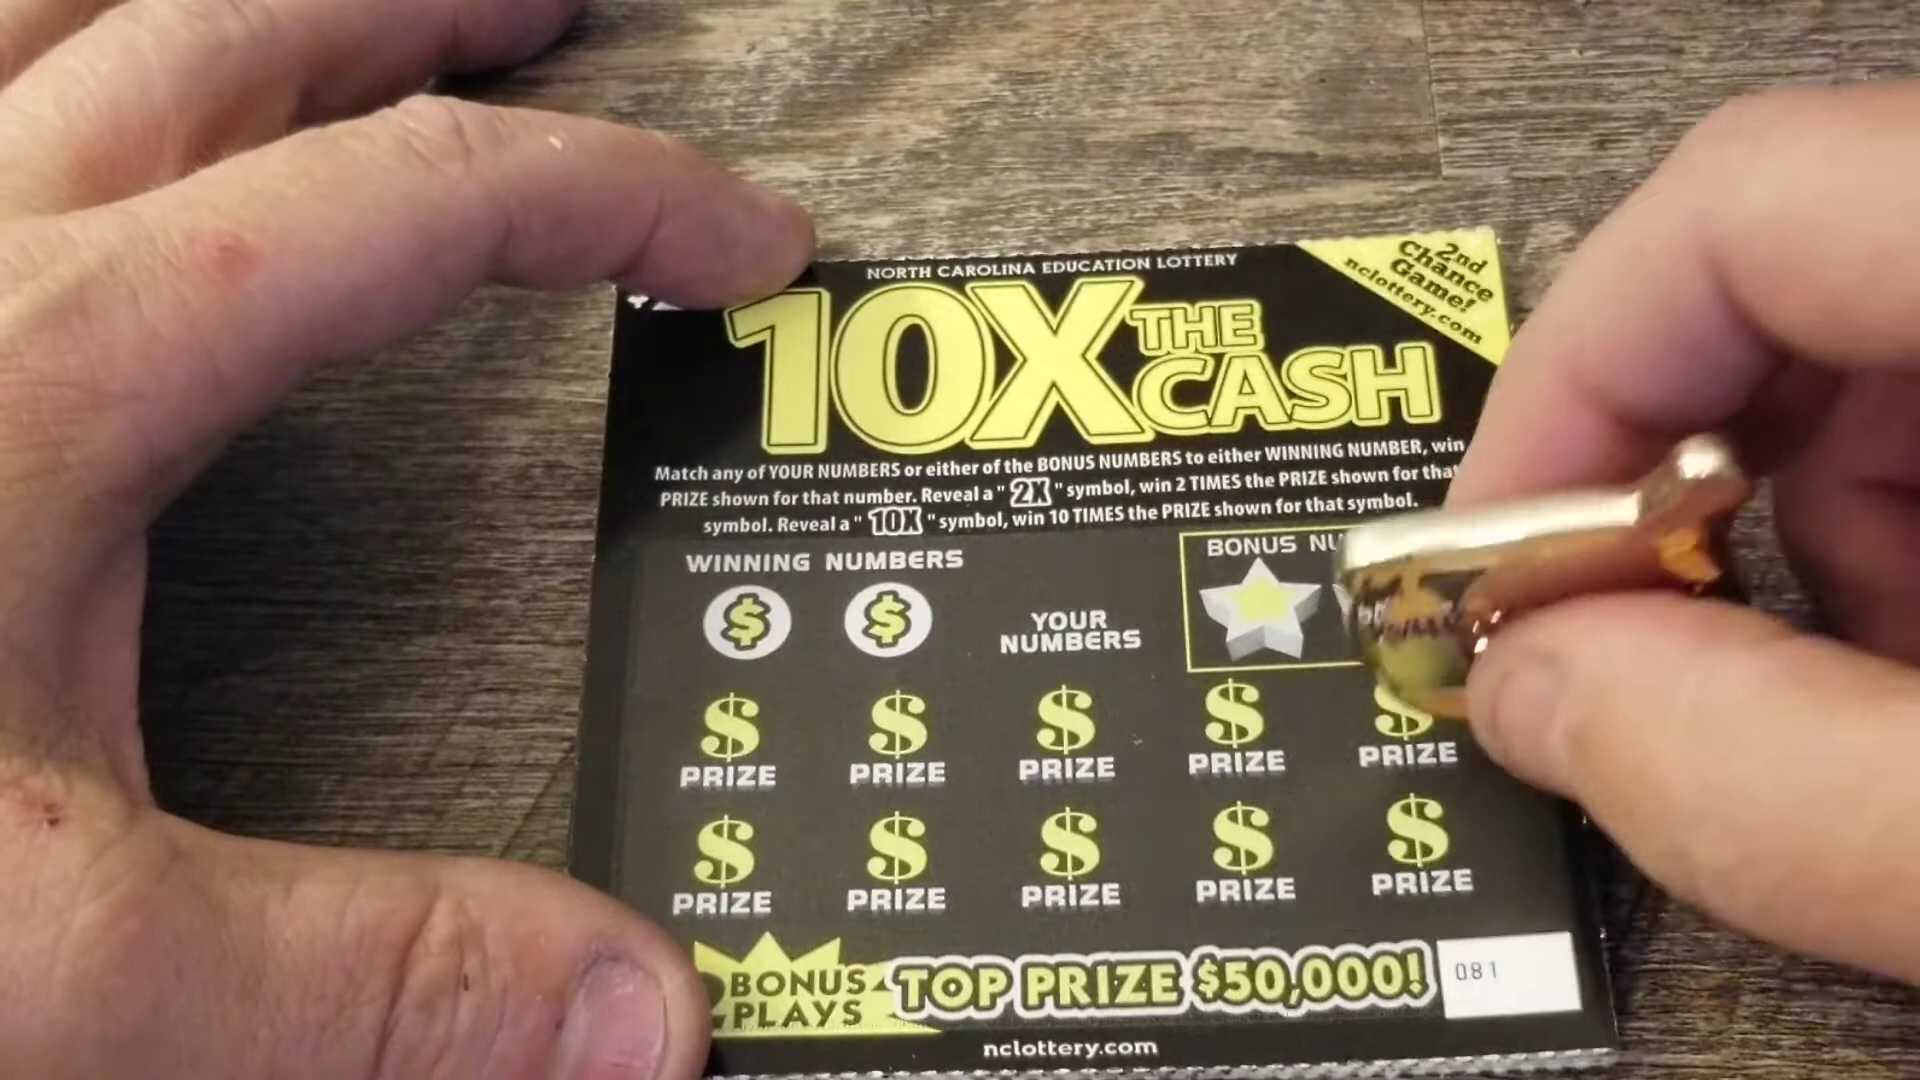 NORTH CAROLINA EDUCATION LOTTERY
2nd
Chance
Game!
nclottery.com
10X THE
CASH
Match any of YOUR NUMBERS or either of the BONUS NUMBERS to either WINNING NUMBER, win
PRIZE shown for that number. Reveal a "2X" symbol, win 2 TIMES the PRIZE shown for that
symbol. Reveal a "10X" symbol, win 10 TIMES the PRIZE shown for that symbol.
WINNING NUMBERS
BONUS
$ $
YOUR
NUMBERS
$ $ $ $ $
PRIZE PRIZE PRIZE PRIZE PRIZE
$ $ $ $ $
PRIZE PRIZE PRIZE PRIZE PRIZE
2 BONUS
PLAYS
TOP PRIZE $50,000!
081
nclottery.com